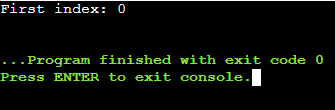 First index: 0
...Program finished with exit code 0
Press ENTER to exit console.